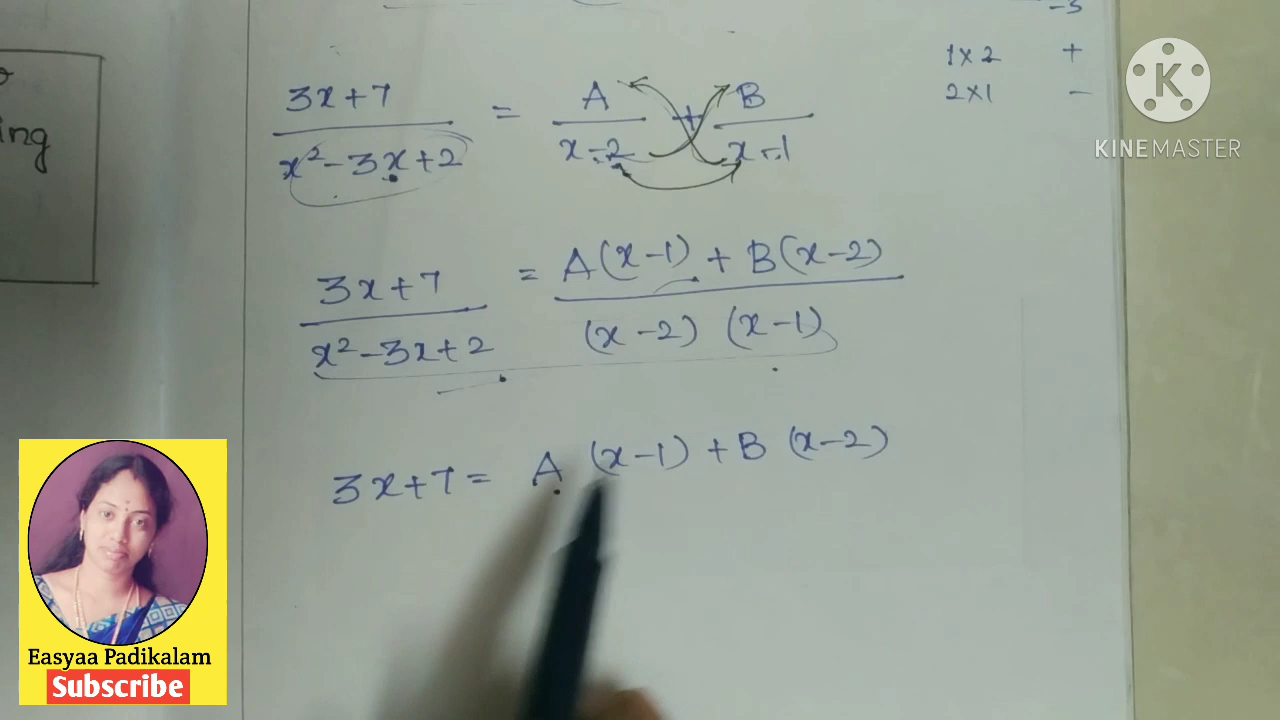 -3
1×2 +
2×1 -
KINEMASTER
ing
3x+7 / x²-3x+2 = A / x-2 + B / x-1
3x+7 / x²-3x+2 = A(x-1) + B(x-2) / (x-2) (x-1)
3x+7 = A (x-1) + B (x-2)
Easyaa Padikalam
Subscribe